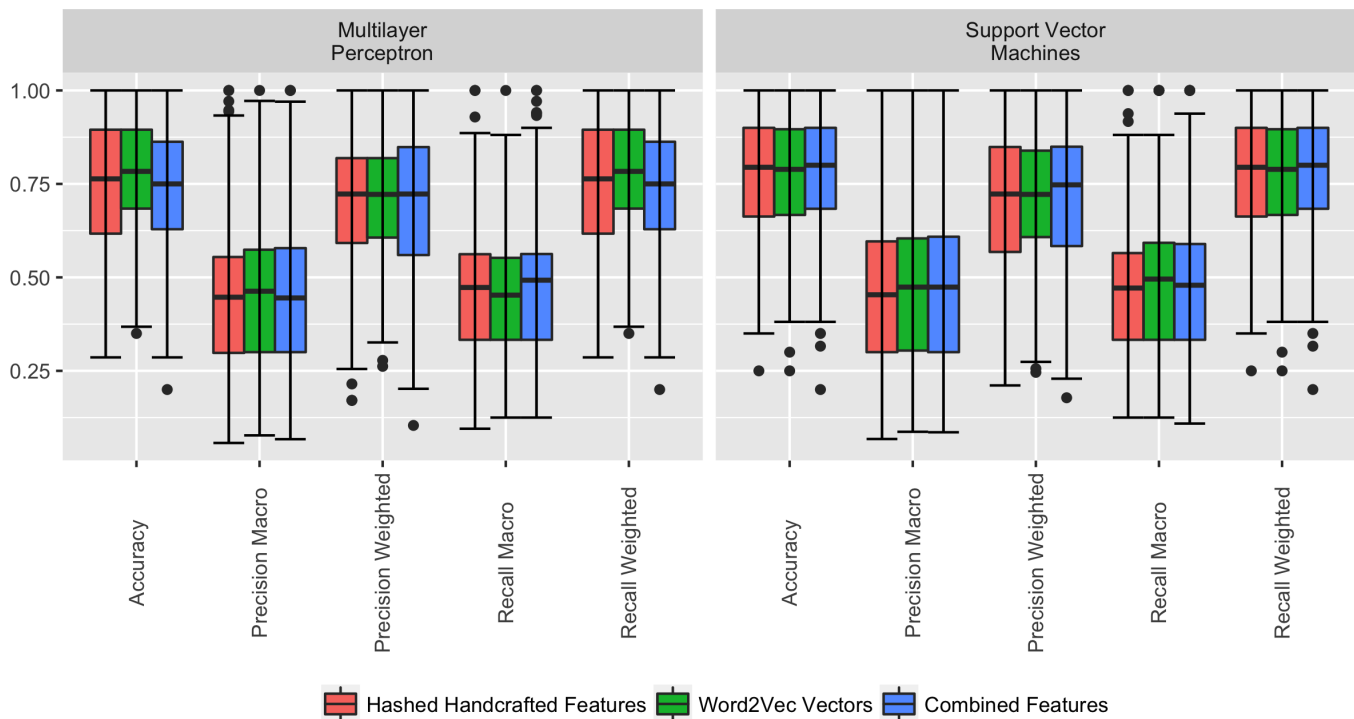 Multilayer
Perceptron
Support Vector
Machines
1.00
0.75
0.50
0.25
Accuracy
Precision Macro
Precision Weighted
Recall Macro
Recall Weighted
Accuracy
Precision Macro
Precision Weighted
Recall Macro
Recall Weighted
Hashed Handcrafted Features Word2Vec Vectors Combined Features